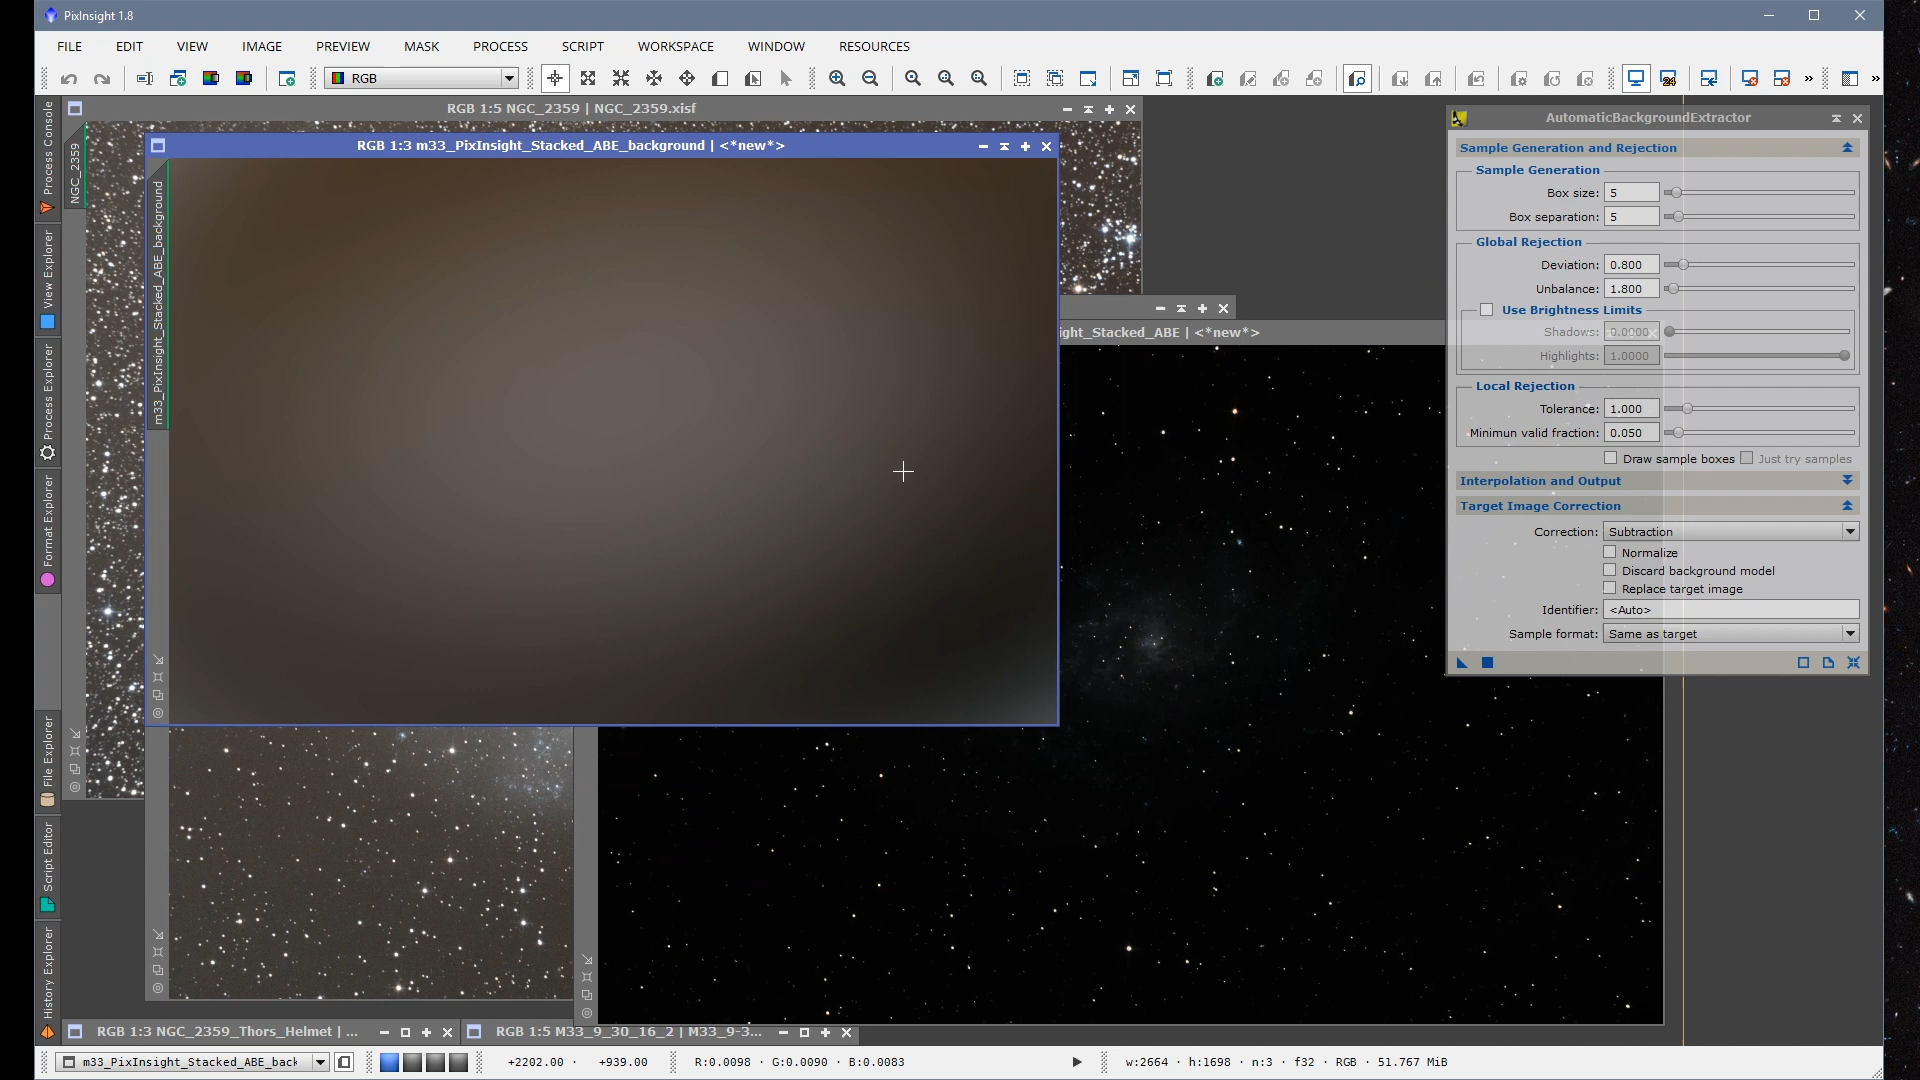 PixInsight 1.8
FILE EDIT VIEW IMAGE PREVIEW MASK PROCESS SCRIPT WORKSPACE WINDOW RESOURCES
RGB
24
Process Console
View Explorer
Process Explorer
Format Explorer
File Explorer
Script Editor
History Explorer
RGB 1:5 NGC_2359 | NGC_2359.xisf
NGC_2359
RGB 1:3 m33_PixInsight_Stacked_ABE_background | <*new*>
m33_PixInsight_Stacked_ABE_background
ight_Stacked_ABE | <*new*>
AutomaticBackgroundExtractor
Sample Generation and Rejection
Sample Generation
Box size: 5
Box separation: 5
Global Rejection
Deviation: 0.800
Unbalance: 1.800
Use Brightness Limits
Shadows: 0.0000
Highlights: 1.0000
Local Rejection
Tolerance: 1.000
Minimun valid fraction: 0.050
Draw sample boxes Just try samples
Interpolation and Output
Target Image Correction
Correction: Subtraction
Normalize
Discard background model
Replace target image
Identifier: <Auto>
Sample format: Same as target
RGB 1:3 NGC_2359_Thors_Helmet | ...
RGB 1:5 M33_9_30_16_2 | M33_9-3...
m33_PixInsight_Stacked_ABE_back
+2202.00 · +939.00
R:0.0098 · G:0.0090 · B:0.0083
w:2664 · h:1698 · n:3 · f32 · RGB · 51.767 MiB